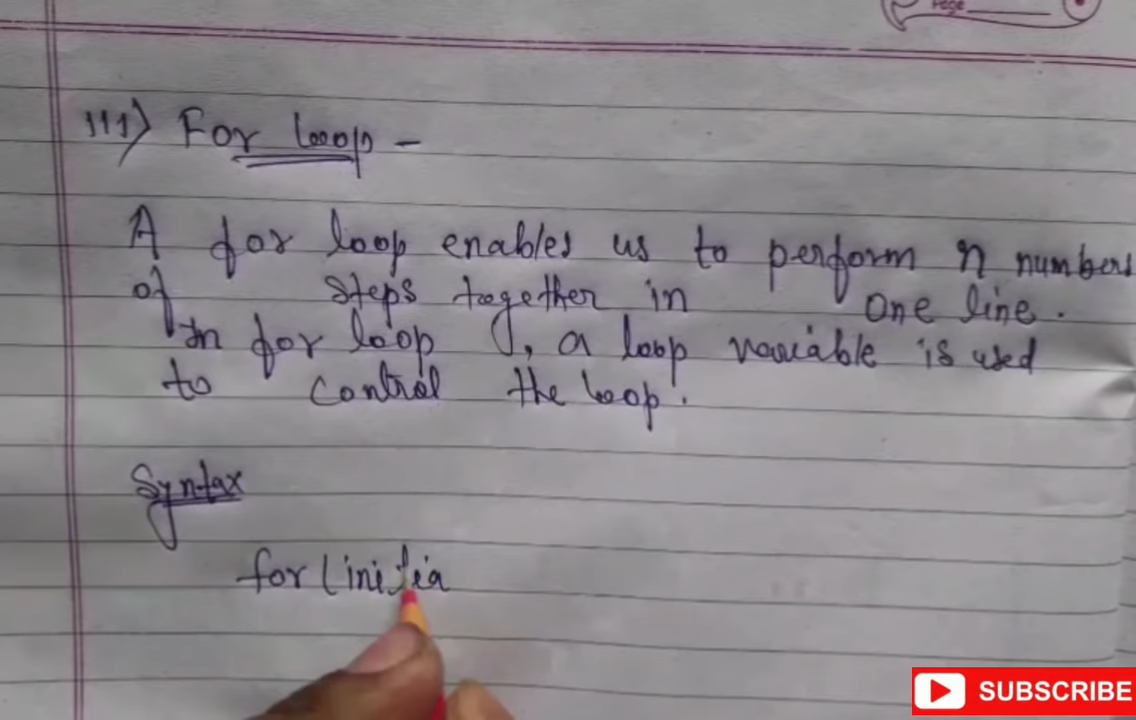 Page
111) For loop -
A for loop enables us to perform n numbers
of steps together in one line.
In for loop, a loop variable is used
to control the loop.
Syntax
for (initia
SUBSCRIBE